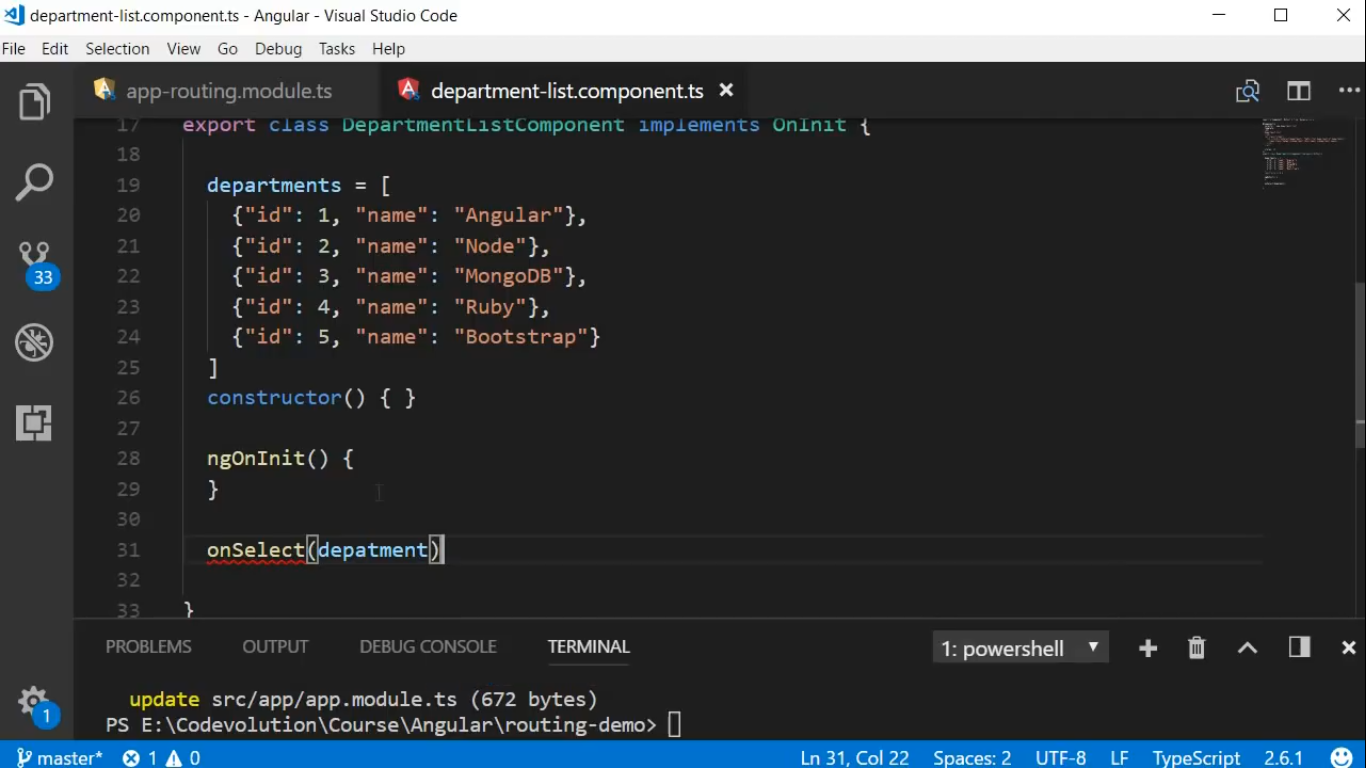 department-list.component.ts - Angular - Visual Studio Code
File Edit Selection View Go Debug Tasks Help
app-routing.module.ts department-list.component.ts
17 export class DepartmentListComponent implements OnInit {
18
19 departments = [
20 {"id": 1, "name": "Angular"},
21 {"id": 2, "name": "Node"},
22 {"id": 3, "name": "MongoDB"},
23 {"id": 4, "name": "Ruby"},
24 {"id": 5, "name": "Bootstrap"}
25 ]
26 constructor() { }
27
28 ngOnInit() {
29 }
30
31 onSelect(depatment)
32
33 }
33
PROBLEMS OUTPUT DEBUG CONSOLE TERMINAL 1: powershell
update src/app/app.module.ts (672 bytes)
PS E:\Codevolution\Course\Angular\routing-demo>
1
master* 1 0 Ln 31, Col 22 Spaces: 2 UTF-8 LF TypeScript 2.6.1